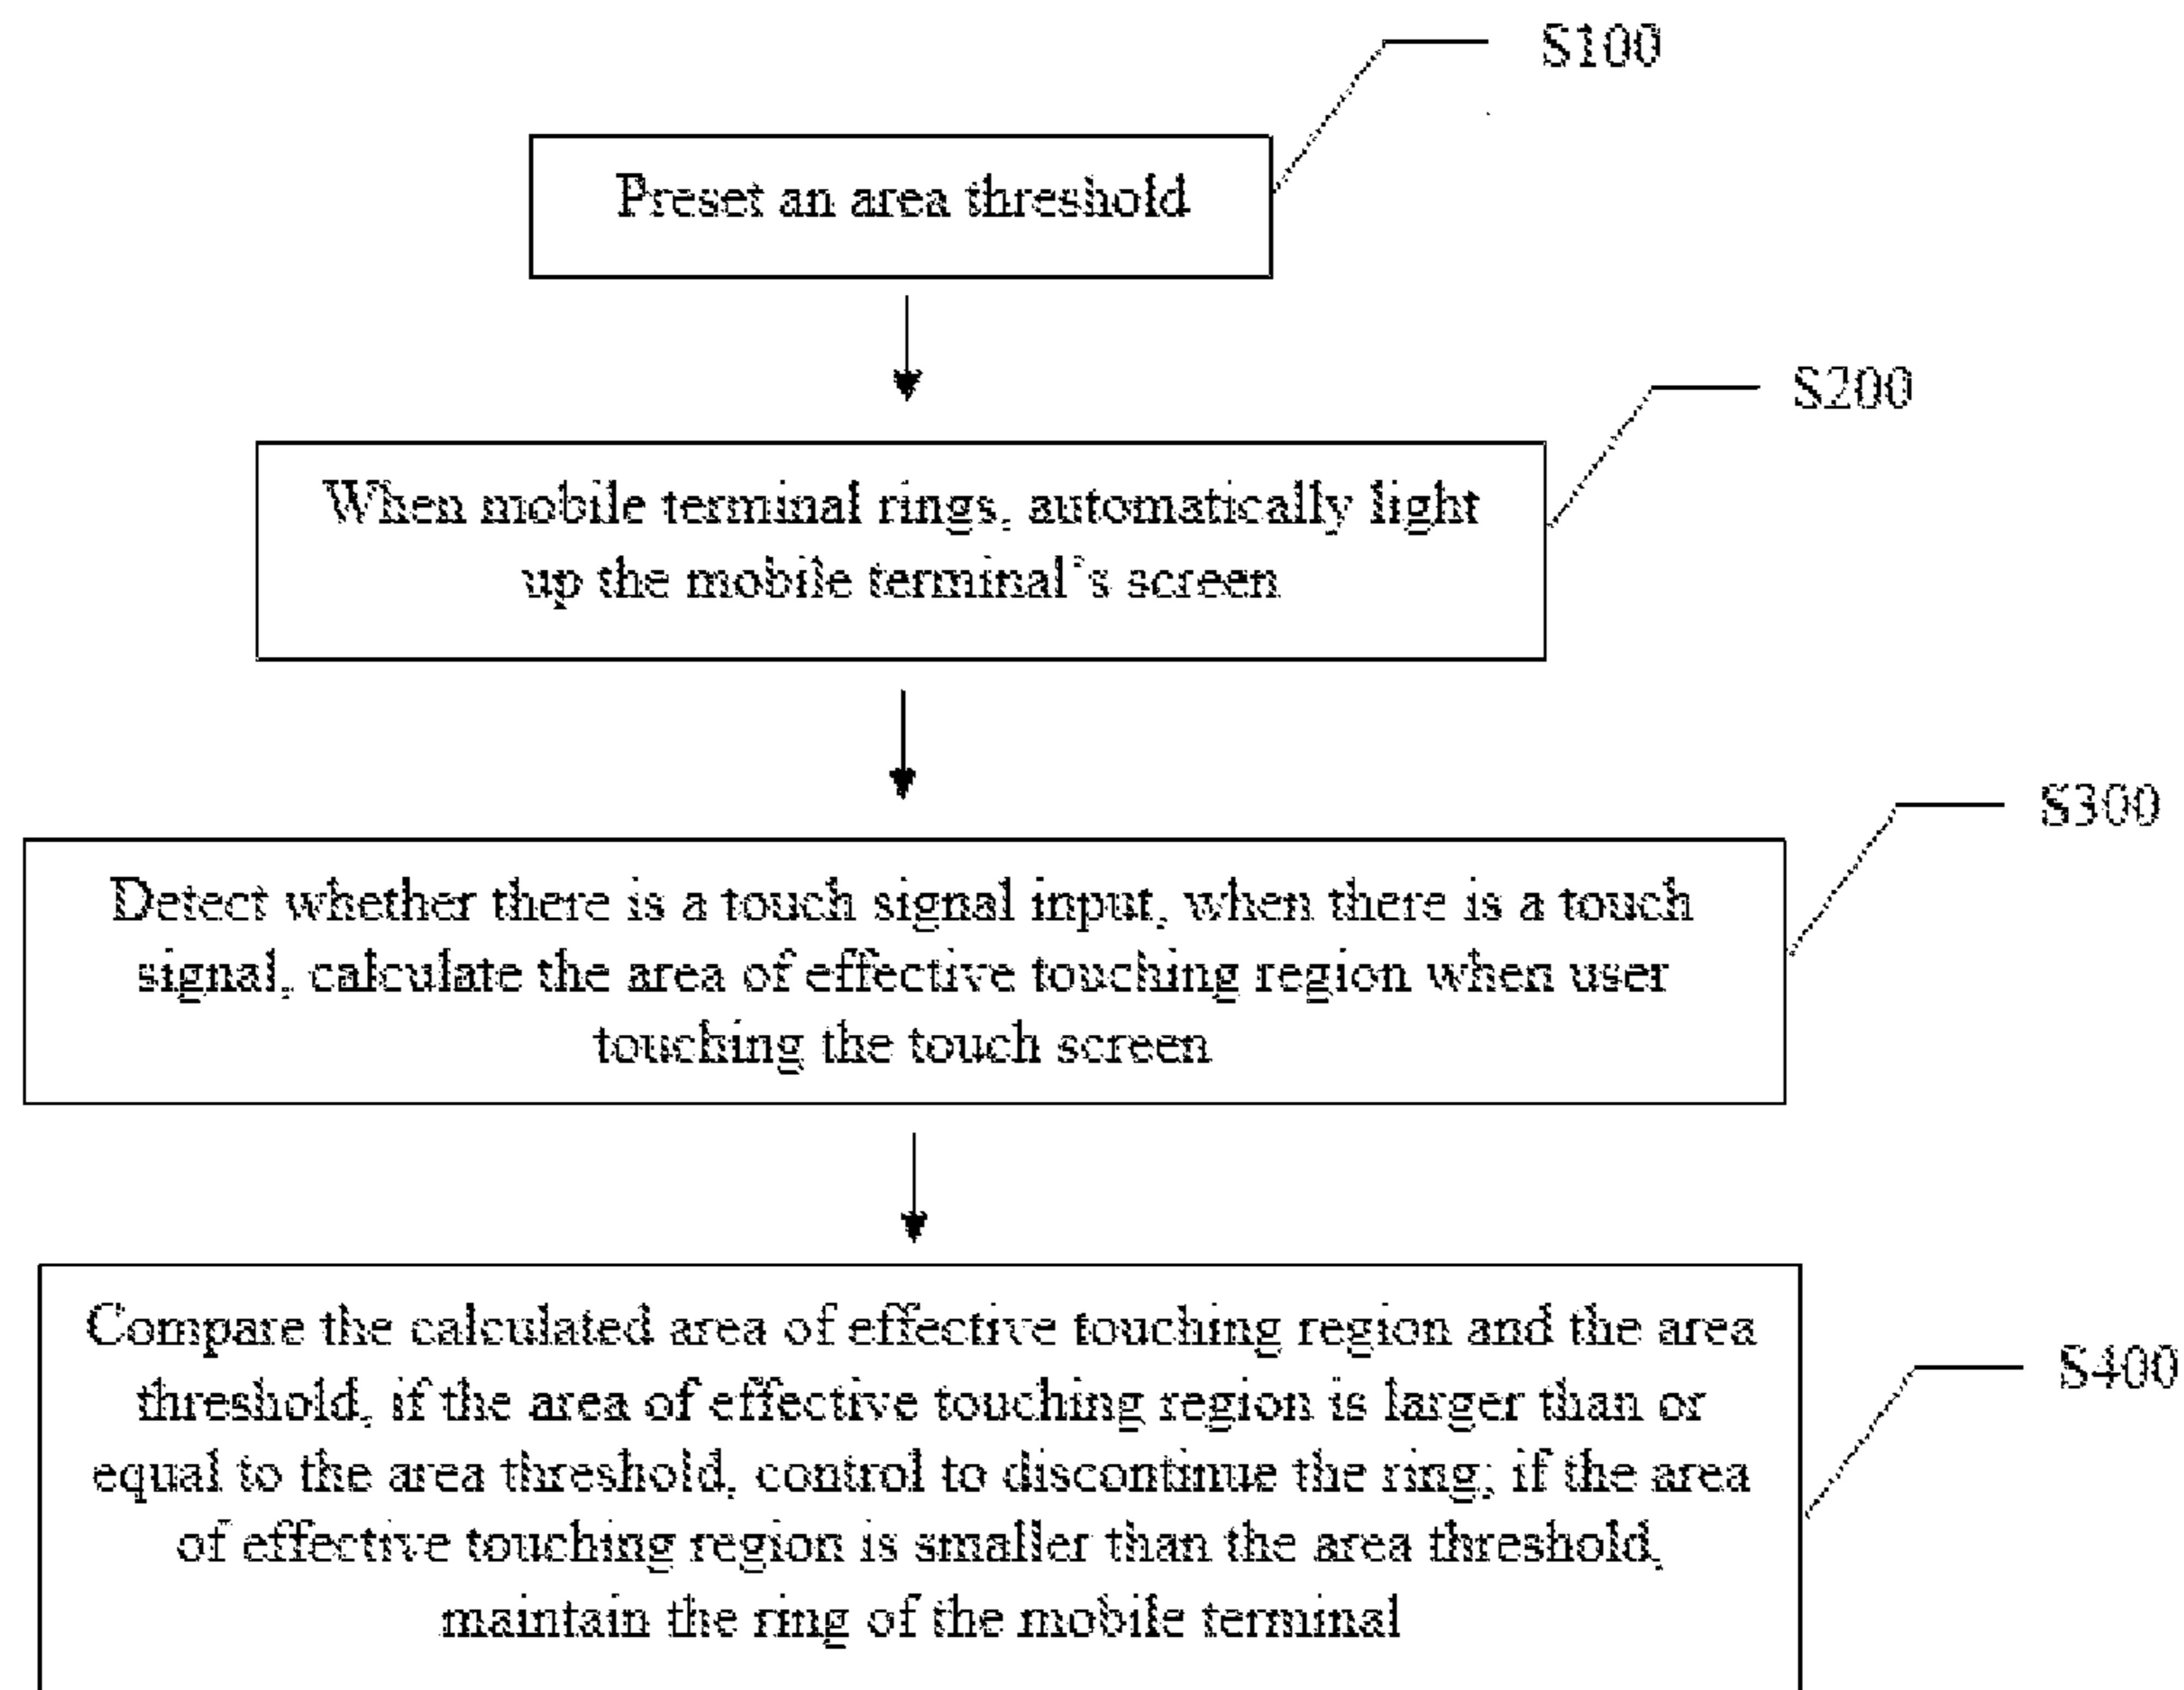 S100
Preset an area threshold
S200
When mobile terminal rings, automatically light
up the mobile terminal's screen
S300
Detect whether there is a touch signal input, when there is a touch
signal, calculate the area of effective touching region when user
touching the touch screen
Compare the calculated area of effective touching region and the area
S400
threshold, if the area of effective touching region is larger than or
equal to the area threshold, control to discontinue the ring; if the area
of effective touching region is smaller than the area threshold,
maintain the ring of the mobile terminal